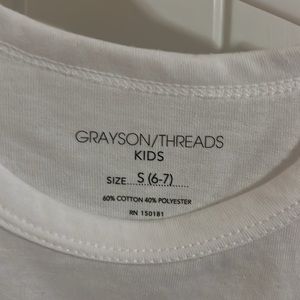 GRAYSON/THREADS
KIDS
SIZE S (6-7)
60% COTTON 40% POLYESTER
RN 150181